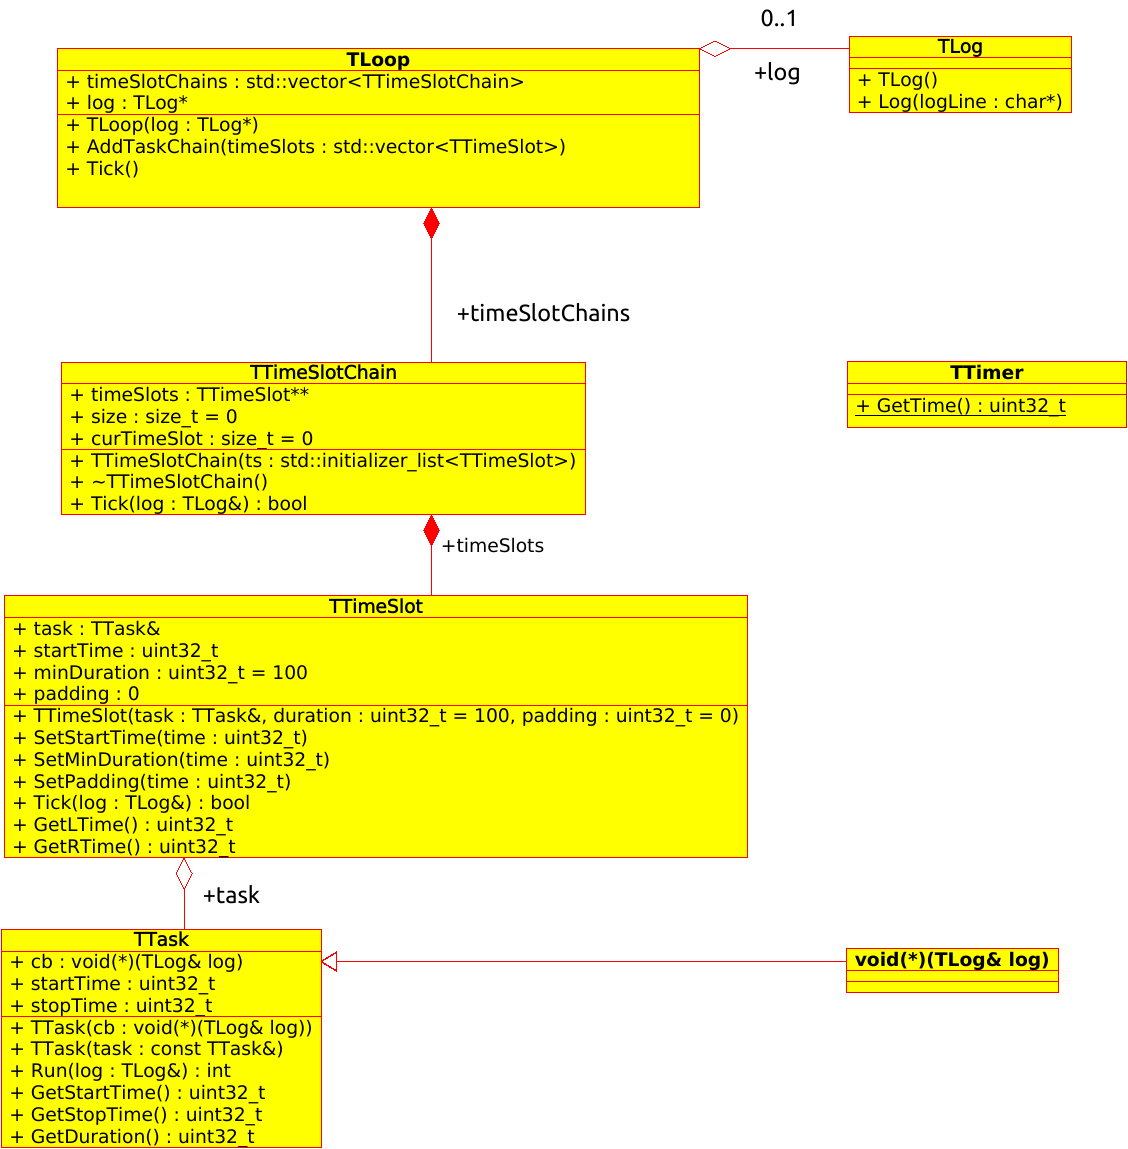 0..1
TLoop
+ timeSlotChains : std::vector<TTimeSlotChain>
+ log : TLog*
+ TLoop(log : TLog*)
+ AddTaskChain(timeSlots : std::vector<TTimeSlot>)
+ Tick()
+log
TLog
+ TLog()
+ Log(logLine : char*)
+timeSlotChains
TTimeSlotChain
+ timeSlots : TTimeSlot**
+ size : size_t = 0
+ curTimeSlot : size_t = 0
+ TTimeSlotChain(ts : std::initializer_list<TTimeSlot>)
+ ~TTimeSlotChain()
+ Tick(log : TLog&) : bool
TTimer
+ GetTime() : uint32_t
+timeSlots
TTimeSlot
+ task : TTask&
+ startTime : uint32_t
+ minDuration : uint32_t = 100
+ padding : 0
+ TTimeSlot(task : TTask&, duration : uint32_t = 100, padding : uint32_t = 0)
+ SetStartTime(time : uint32_t)
+ SetMinDuration(time : uint32_t)
+ SetPadding(time : uint32_t)
+ Tick(log : TLog&) : bool
+ GetLTime() : uint32_t
+ GetRTime() : uint32_t
+task
TTask
+ cb : void(*)(TLog& log)
+ startTime : uint32_t
+ stopTime : uint32_t
+ TTask(cb : void(*)(TLog& log))
+ TTask(task : const TTask&)
+ Run(log : TLog&) : int
+ GetStartTime() : uint32_t
+ GetStopTime() : uint32_t
+ GetDuration() : uint32_t
void(*)(TLog& log)